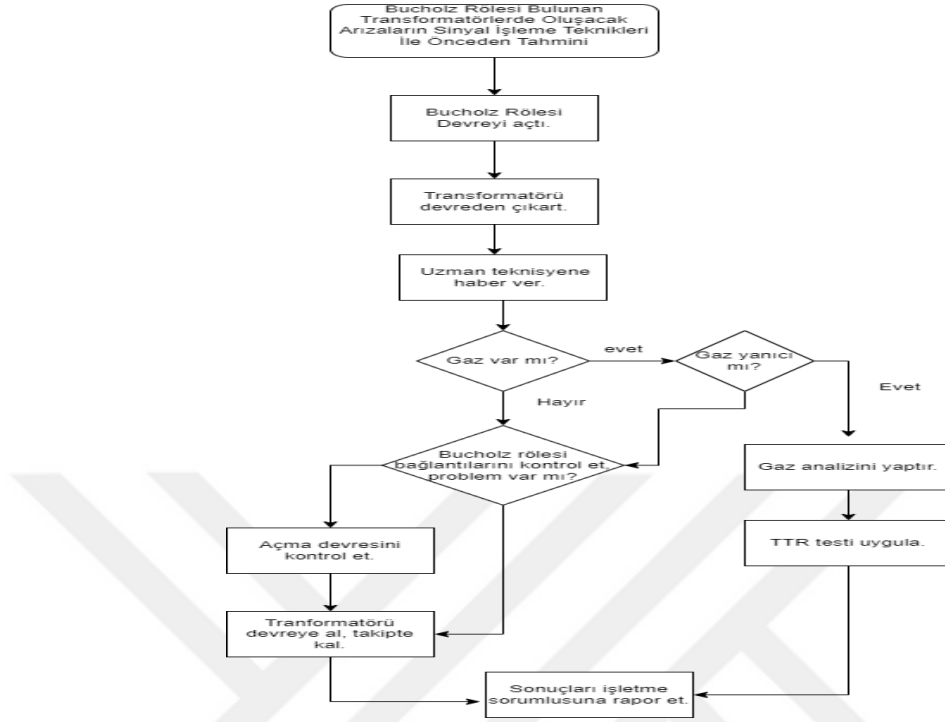 Bucholz Rölesi Bulunan
Transformatörlerde Oluşacak
Arızaların Sinyal İşleme Teknikleri
İle Önceden Tahmini
Bucholz Rölesi
Devreyi açtı.
Transformatörü
devreden çıkart.
Uzman teknisyene
haber ver.
Gaz var mı?
evet
Gaz yanıcı
mı?
Hayır
Evet
Bucholz rölesi
bağlantılarını kontrol et,
problem var mı?
Gaz analizini yaptır.
Açma devresini
kontrol et.
TTR testi uygula.
Tranformatörü
devreye al, takipte
kal.
Sonuçları işletme
sorumlusuna rapor et.